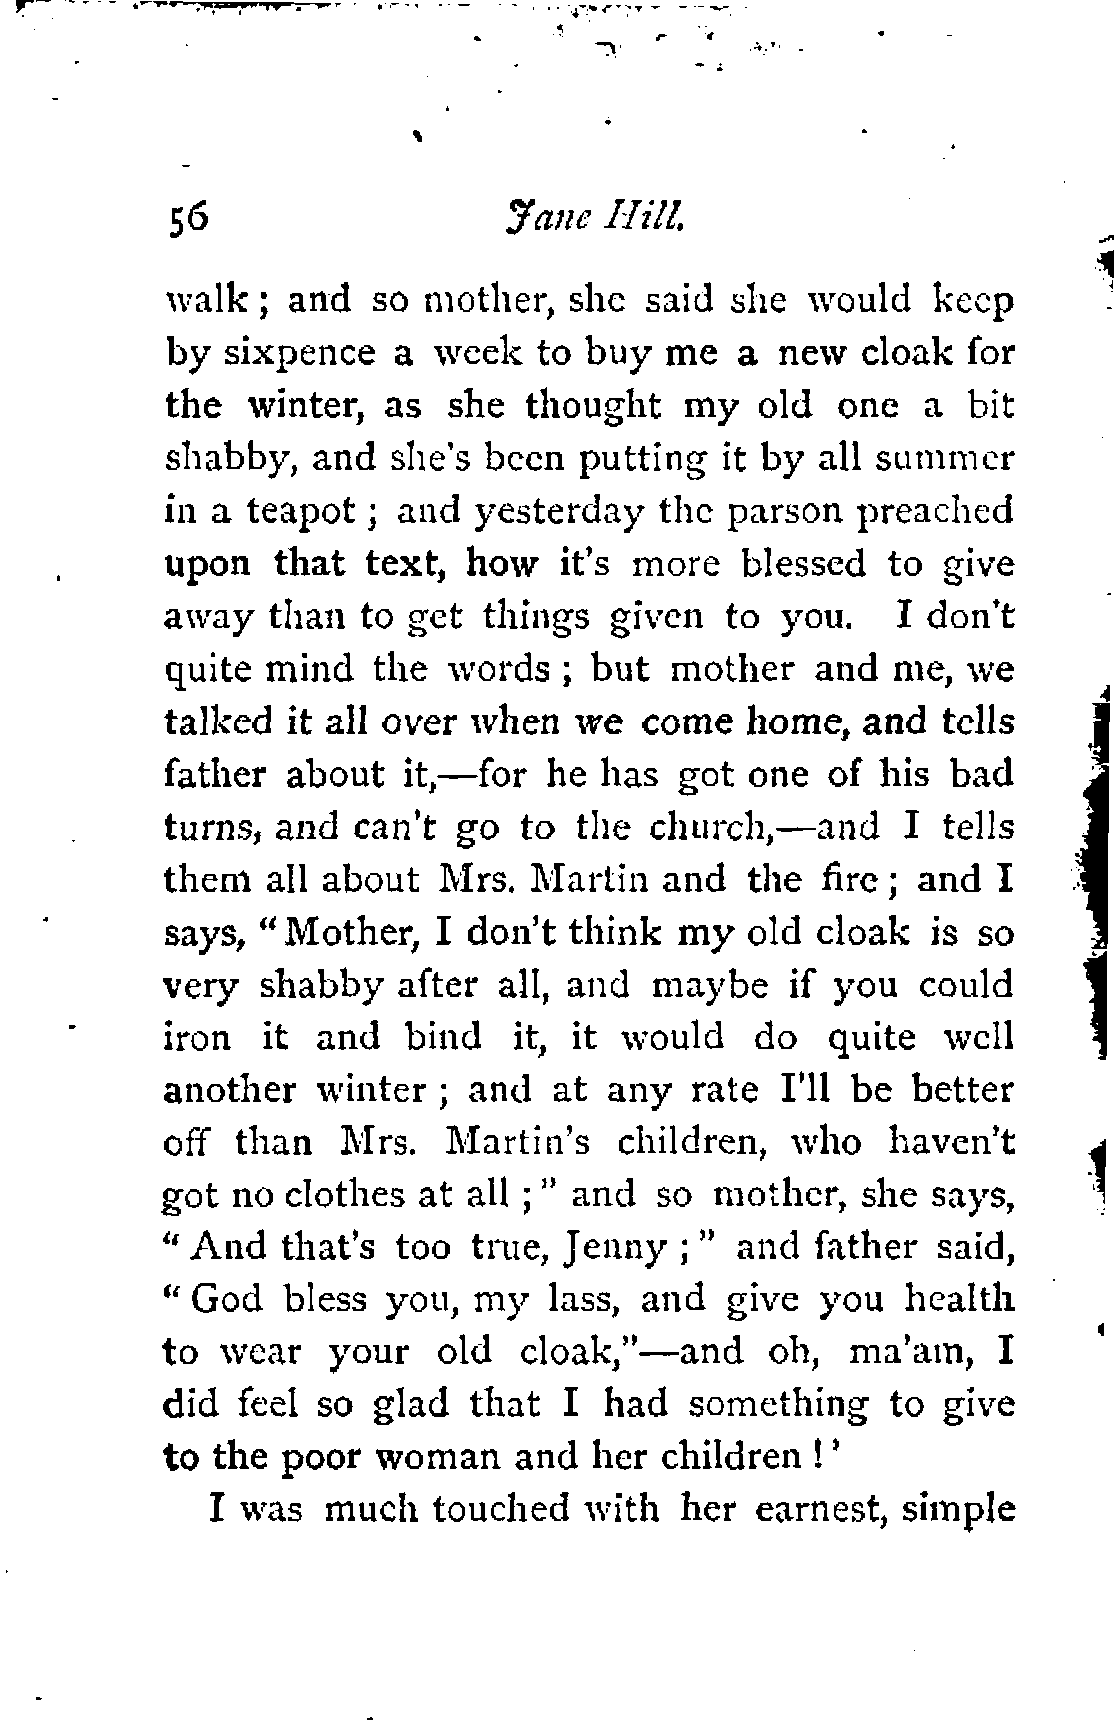 56 Jane Hill.
walk ; and so mother, she said she would keep
by sixpence a week to buy me a new cloak for
the winter, as she thought my old one a bit
shabby, and she's been putting it by all summer
in a teapot ; and yesterday the parson preached
upon that text, how it's more blessed to give
away than to get things given to you. I don't
quite mind the words ; but mother and me, we
talked it all over when we come home, and tells
father about it,—for he has got one of his bad
turns, and can't go to the church,—and I tells
them all about Mrs. Martin and the fire ; and I
says, “Mother, I don't think my old cloak is so
very shabby after all, and maybe if you could
iron it and bind it, it would do quite well
another winter ; and at any rate I'll be better
off than Mrs. Martin's children, who haven't
got no clothes at all ;” and so mother, she says,
“And that's too true, Jenny ;” and father said,
“God bless you, my lass, and give you health
to wear your old cloak,”—and oh, ma'am, I
did feel so glad that I had something to give
to the poor woman and her children !’
I was much touched with her earnest, simple